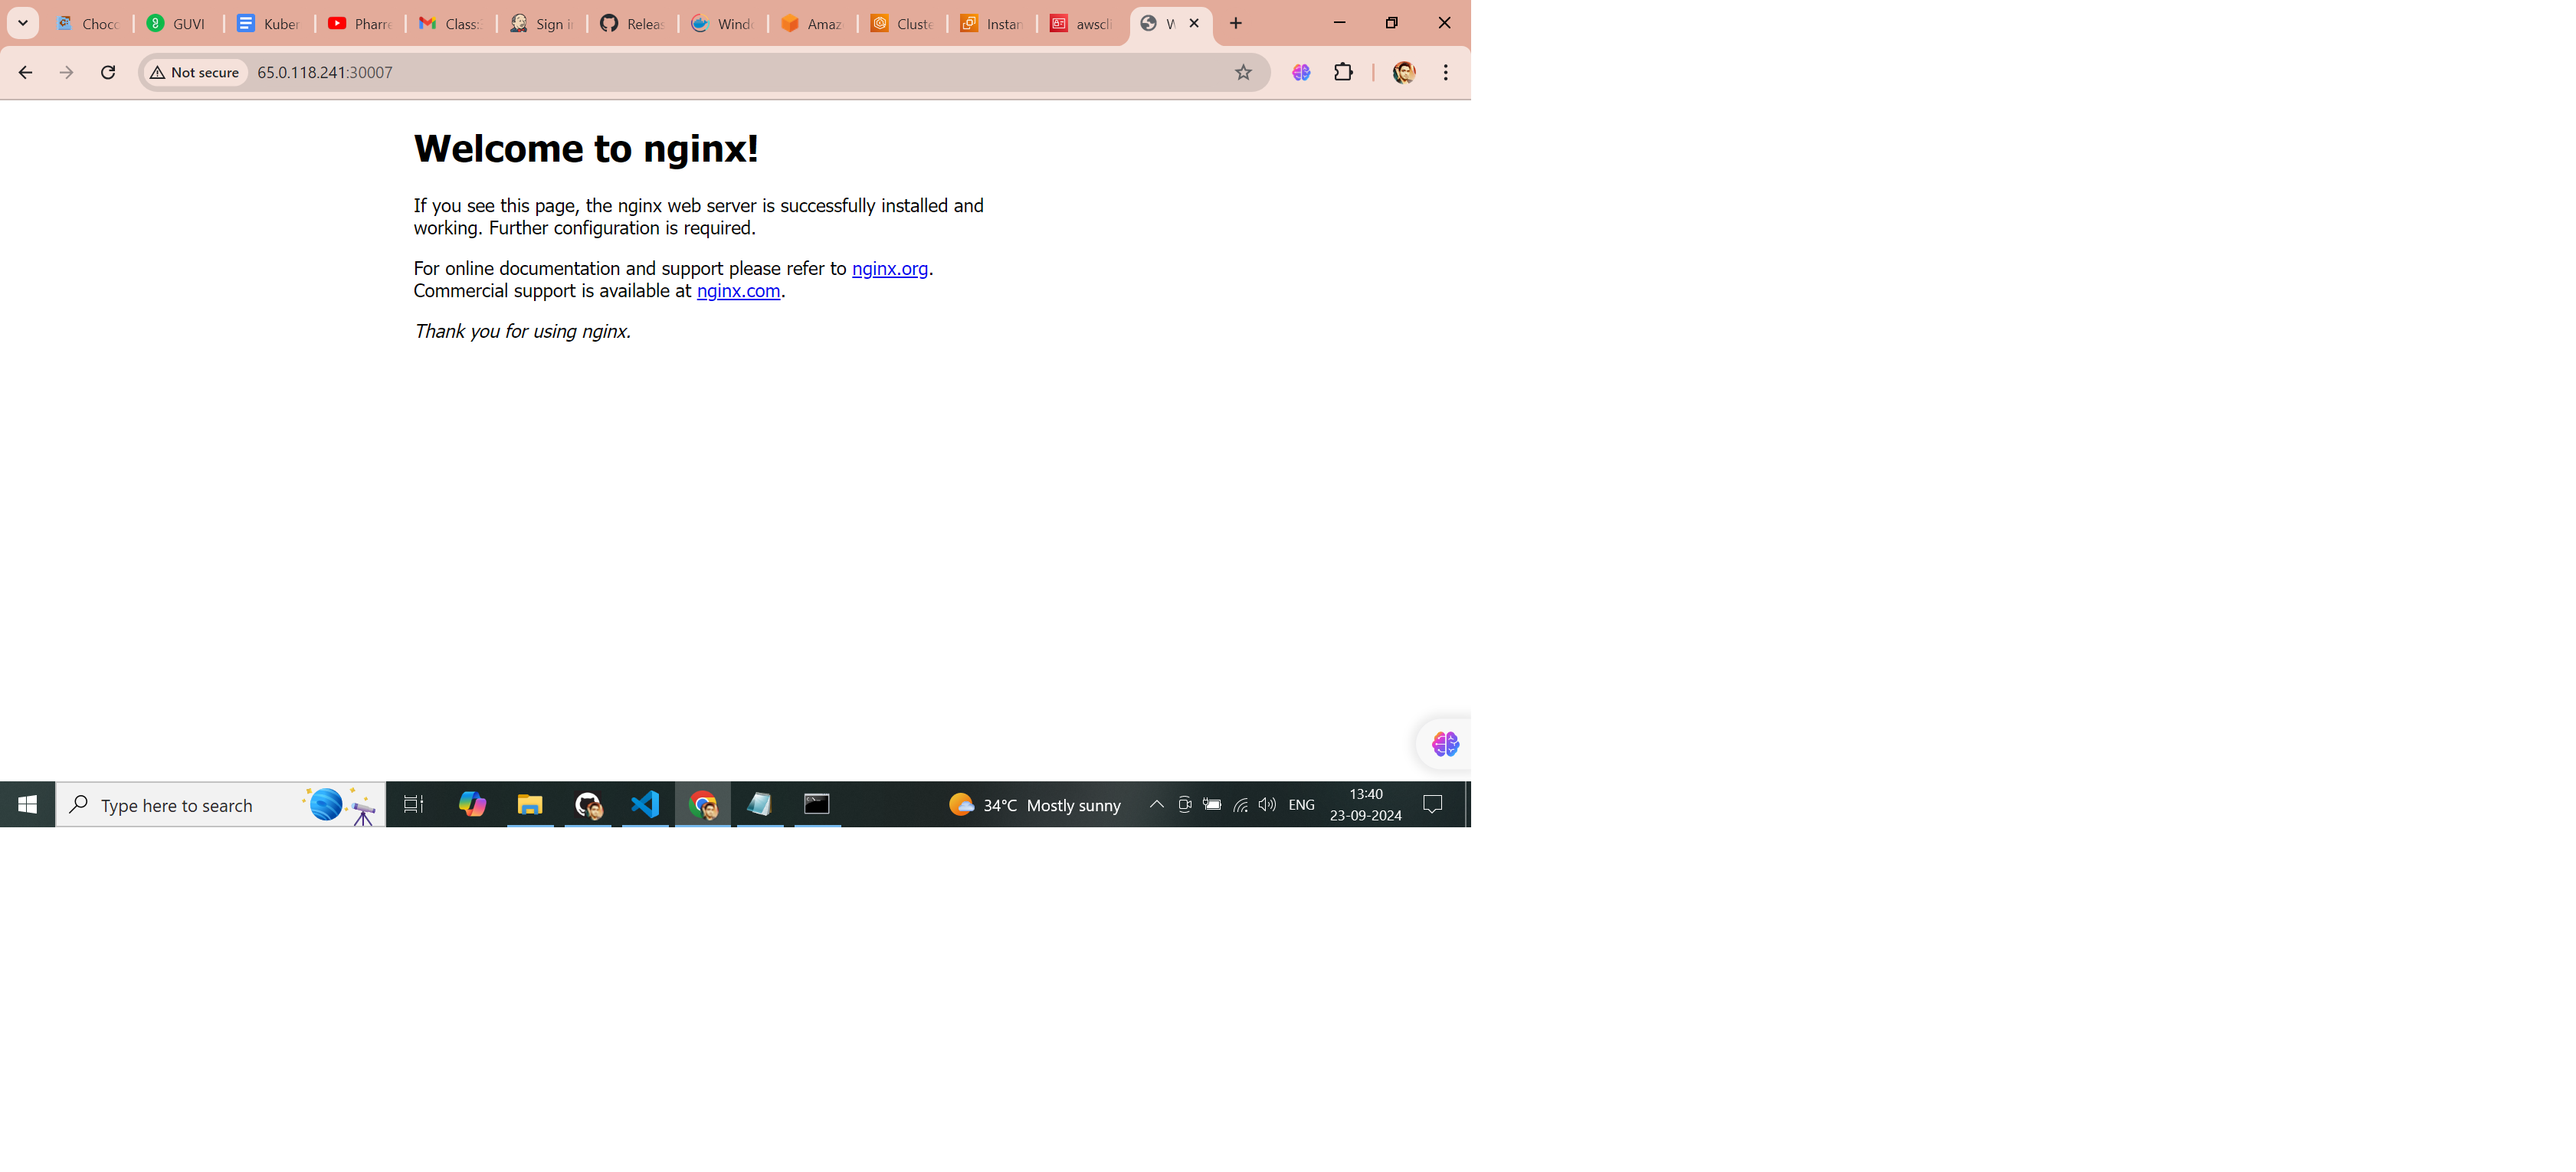 Choco
GUVI
Kuber
Pharre
Class:
Sign in
Releas
Wind
Amaz
Cluste
Instan
awscli
Not secure
65.0.118.241:30007
Welcome to nginx!
If you see this page, the nginx web server is successfully installed and
working. Further configuration is required.
For online documentation and support please refer to nginx.org.
Commercial support is available at nginx.com.
Thank you for using nginx.
Type here to search
34°C Mostly sunny
ENG
13:40
23-09-2024